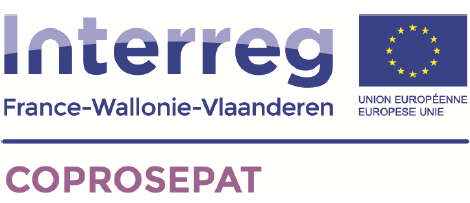 Interreg
France-Wallonie-Vlaanderen
UNION EUROPÉENNE
EUROPESE UNIE
COPROSEPAT